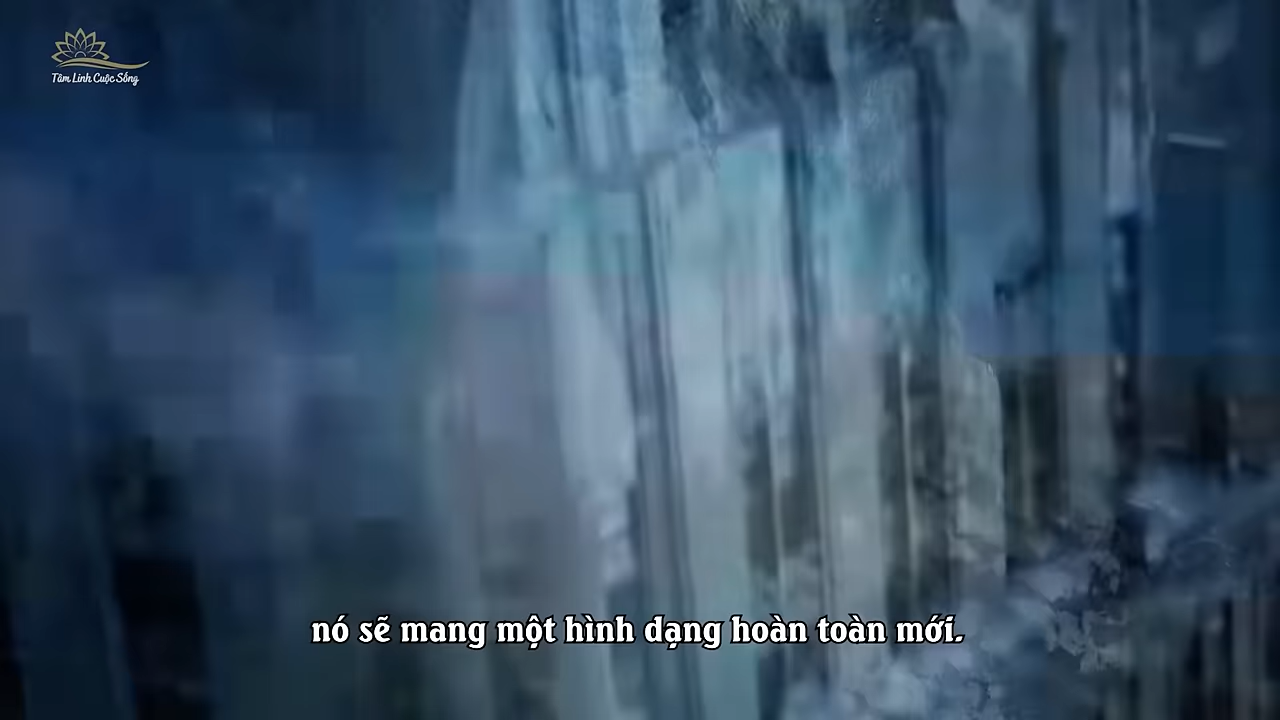 Tâm Linh Cuộc Sống
nó sẽ mang một hình dạng hoàn toàn mới.